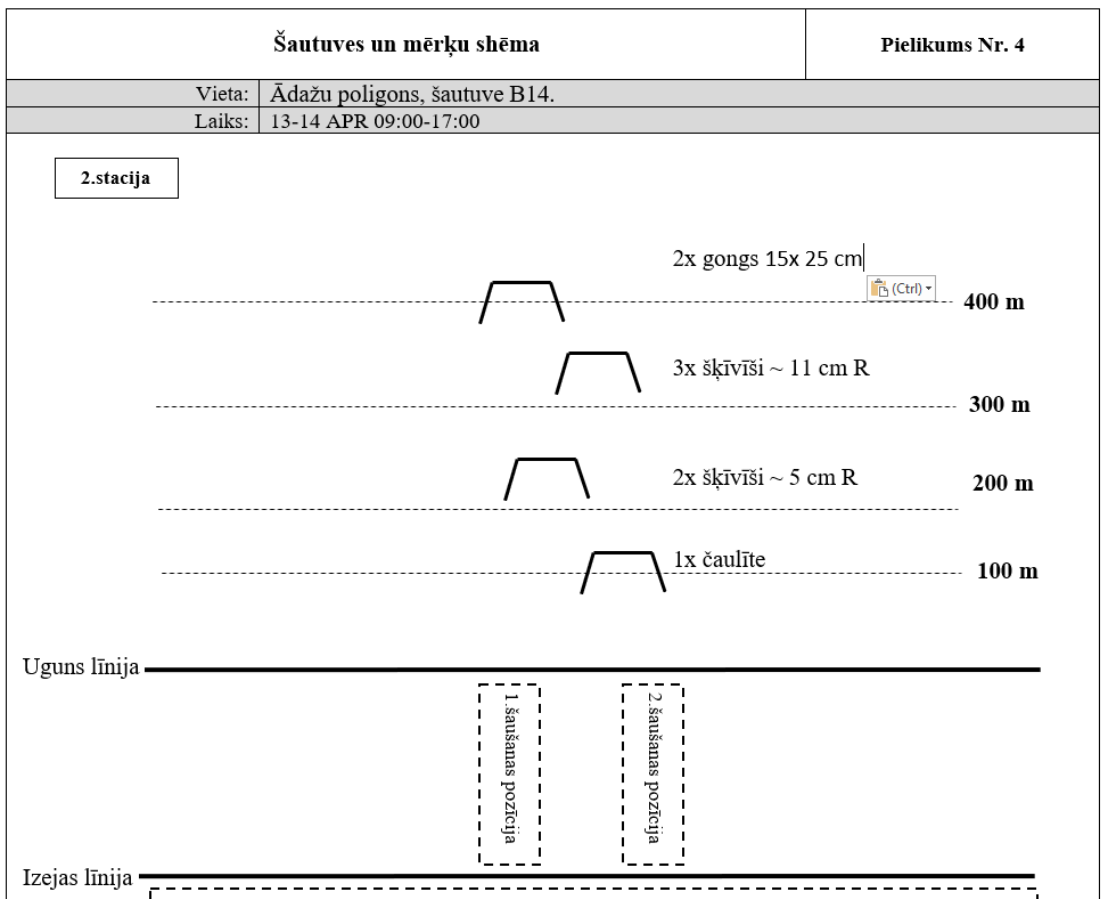 Šautuves un mērķu shēma
Pielikums Nr. 4
Vieta: Ādažu poligons, šautuve B14.
Laiks: 13-14 APR 09:00-17:00
2.stacija
2x gongs 15x 25 cm
(Ctrl)
400 m
3x šķīvīši ~ 11 cm R
300 m
2x šķīvīši ~ 5 cm R
200 m
1x čaulīte
100 m
Uguns līnija
1.šaušanas pozīcija
2.šaušanas pozīcija
Izejas līnija